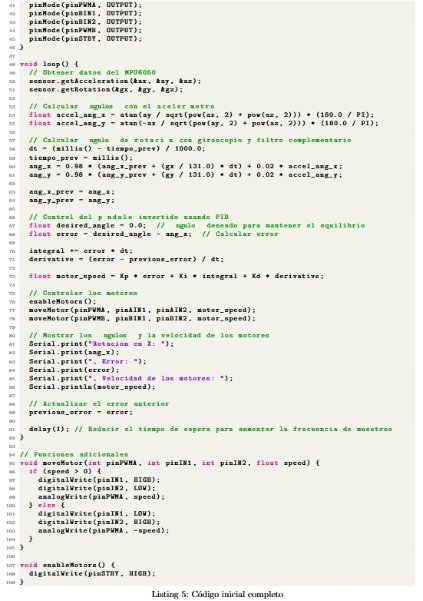 41 pinMode(pinPWMA, OUTPUT);
42 pinMode(pinBIN1, OUTPUT);
43 pinMode(pinBIN2, OUTPUT);
44 pinMode(pinPWMB, OUTPUT);
45 pinMode(pinSTBY, OUTPUT);
46 }
47
48 void loop() {
49 // Obtener datos del MPU6050
50 sensor.getAcceleration(&ax, &ay, &az);
51 sensor.getRotation(&gx, &gy, &gz);
52
53 // Calcular ngulos con el aceler metro
54 float accel_ang_x = atan(ay / sqrt(pow(ax, 2) + pow(az, 2))) * (180.0 / PI);
55 float accel_ang_y = atan(-ax / sqrt(pow(ay, 2) + pow(az, 2))) * (180.0 / PI);
56
57 // Calcular ngulo de rotaci n con giroscopio y filtro complementario
58 dt = (millis() - tiempo_prev) / 1000.0;
59 tiempo_prev = millis();
60 ang_x = 0.98 * (ang_x_prev + (gx / 131.0) * dt) + 0.02 * accel_ang_x;
61 ang_y = 0.98 * (ang_y_prev + (gy / 131.0) * dt) + 0.02 * accel_ang_y;
62
63 ang_x_prev = ang_x;
64 ang_y_prev = ang_y;
65
66 // Control del p ndulo invertido usando PID
67 float desired_angle = 0.0; // ngulo deseado para mantener el equilibrio
68 float error = desired_angle - ang_x; // Calcular error
69
70 integral += error * dt;
71 derivative = (error - previous_error) / dt;
72
73 float motor_speed = Kp * error + Ki * integral + Kd * derivative;
74
75 // Controlar los motores
76 enableMotors();
77 moveMotor(pinPWMA, pinAIN1, pinAIN2, motor_speed);
78 moveMotor(pinPWMB, pinBIN1, pinBIN2, motor_speed);
79
80 // Mostrar los ngulos y la velocidad de los motores
81 Serial.print("Rotacion en X: ");
82 Serial.print(ang_x);
83 Serial.print(", Error: ");
84 Serial.print(error);
85 Serial.print(", Velocidad de los motores: ");
86 Serial.println(motor_speed);
87
88 // Actualizar el error anterior
89 previous_error = error;
90
91 delay(1); // Reducir el tiempo de espera para aumentar la frecuencia de muestreo
92 }
93
94 // Funciones adicionales
95 void moveMotor(int pinPWMA, int pinIN1, int pinIN2, float speed) {
96 if (speed > 0) {
97 digitalWrite(pinIN1, HIGH);
98 digitalWrite(pinIN2, LOW);
99 analogWrite(pinPWMA, speed);
100 } else {
101 digitalWrite(pinIN1, LOW);
102 digitalWrite(pinIN2, HIGH);
103 analogWrite(pinPWMA, -speed);
104 }
105 }
106
107 void enableMotors() {
108 digitalWrite(pinSTBY, HIGH);
109 }
Listing 5: Código inicial completo